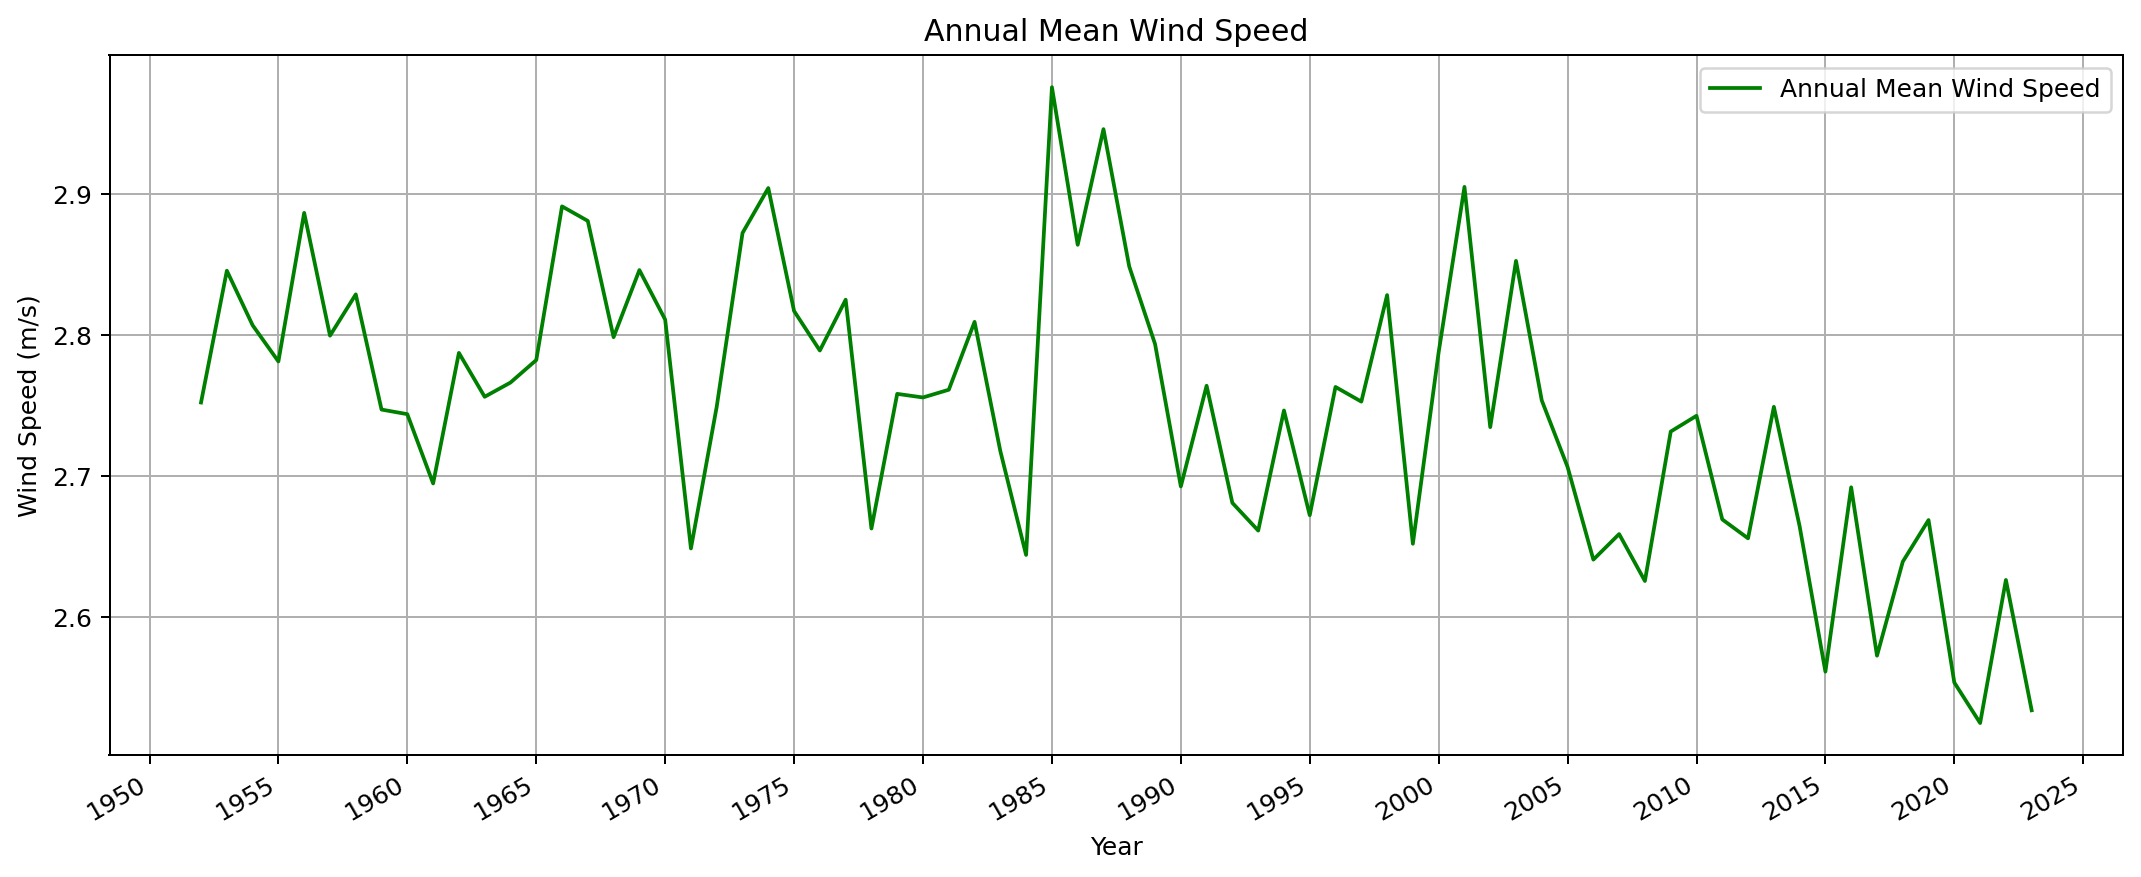 Annual Mean Wind Speed
Annual Mean Wind Speed
Wind Speed (m/s)
2.9
2.8
2.7
2.6
1950 1955 1960 1965 1970 1975 1980 1985 1990 1995 2000 2005 2010 2015 2020 2025
Year